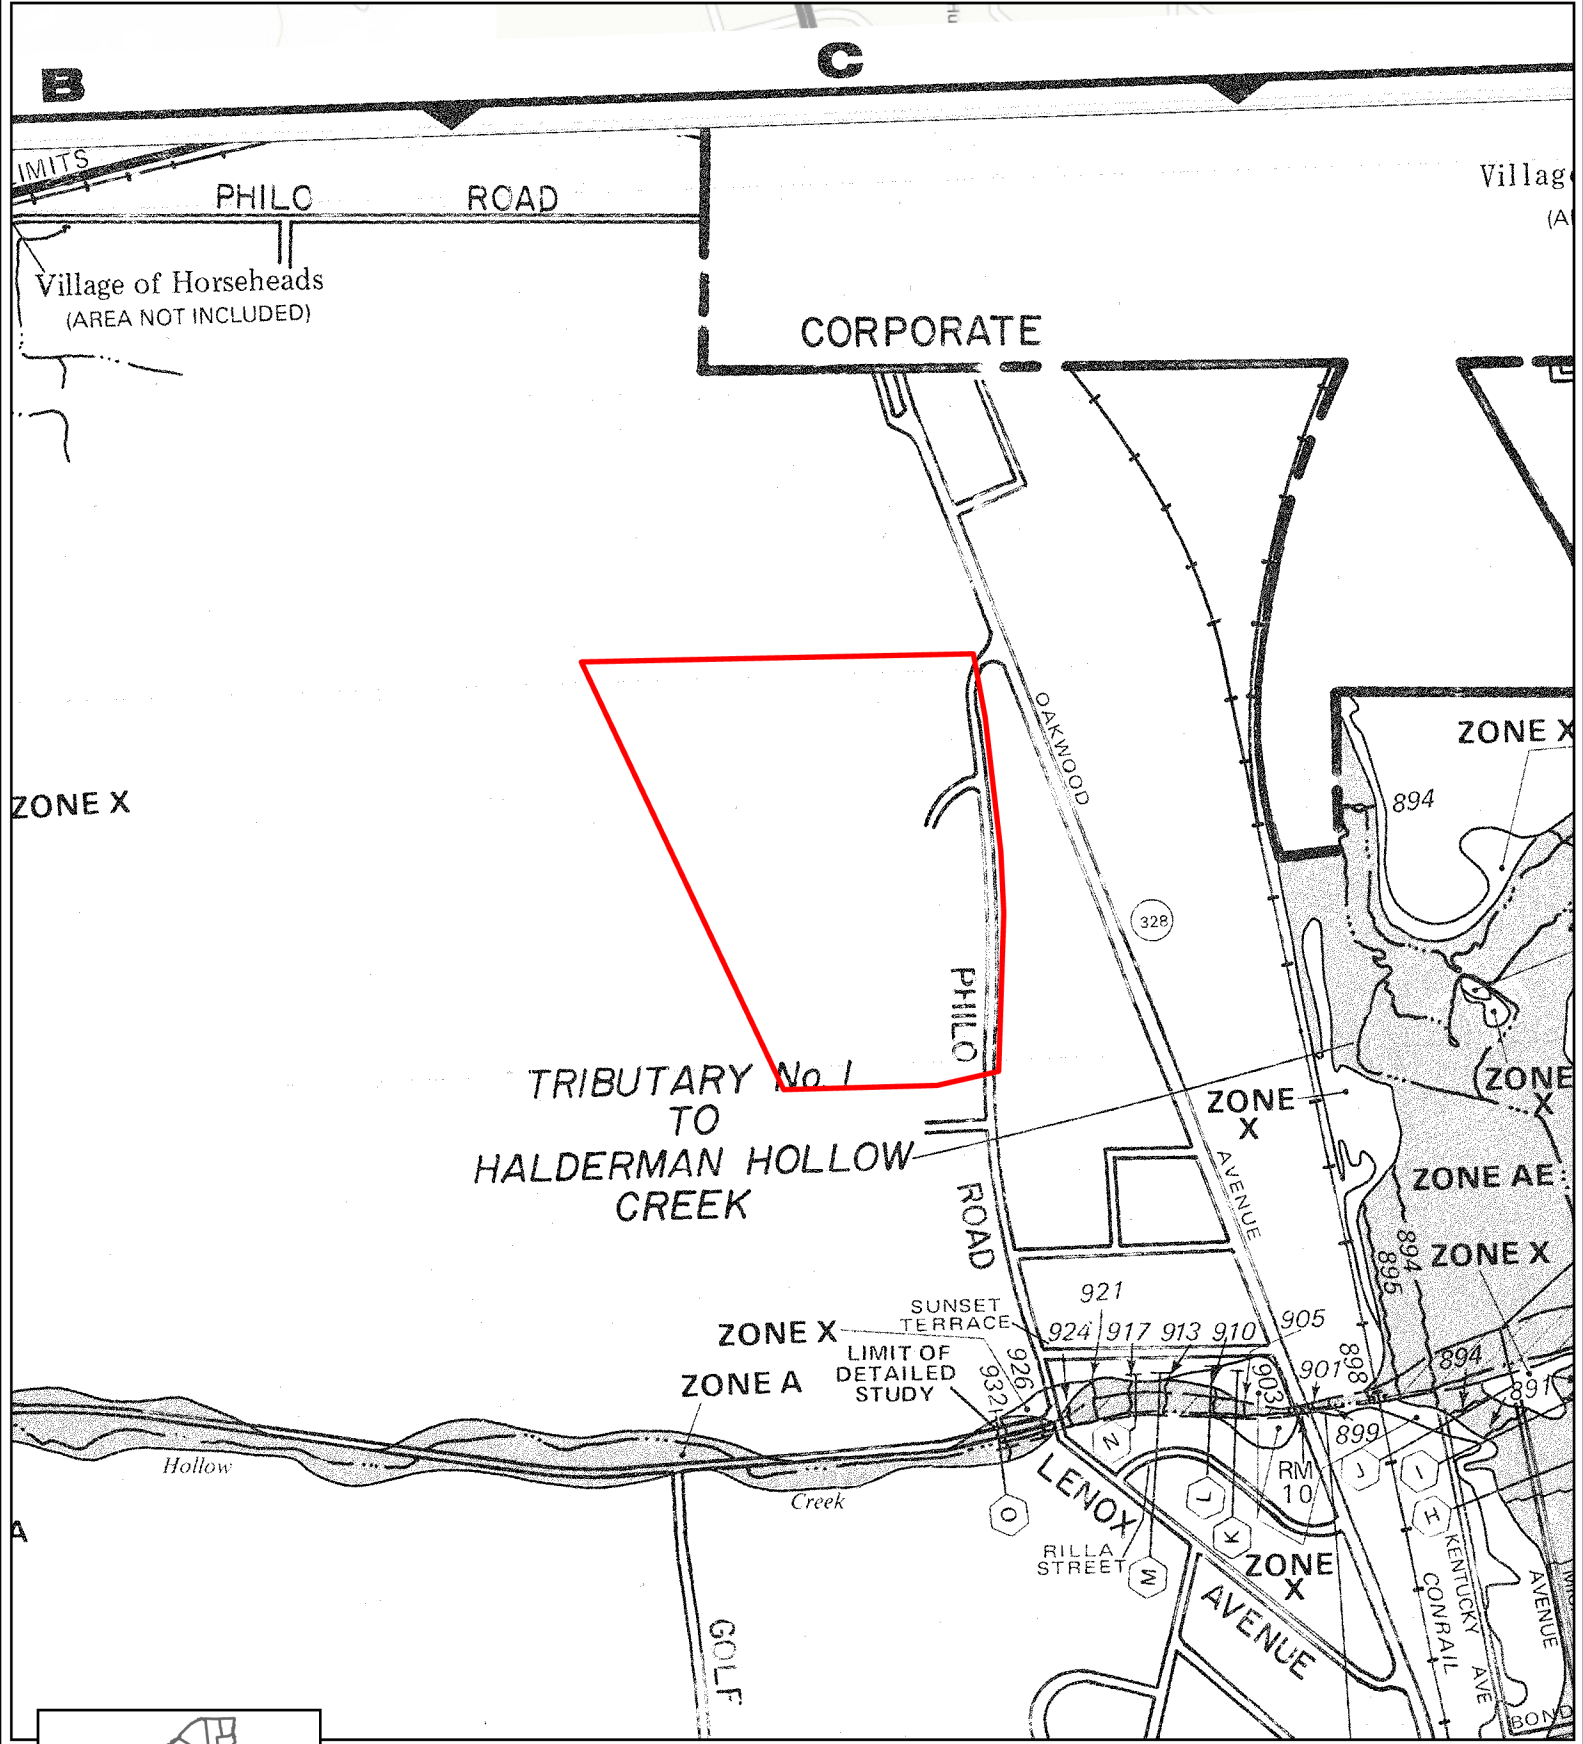 B
C
IMITS
PHILO ROAD
Village of Horseheads
(AREA NOT INCLUDED)
CORPORATE
ZONE X
OAKWOOD
328
ZONE X
894
PHILO
TRIBUTARY No 1
TO
HALDERMAN HOLLOW
CREEK
ZONE
X
ZONE
X
AVENUE
ZONE AE
ROAD
894
895
ZONE X
921
SUNSET
TERRACE
924
917
913
910
905
ZONE X
LIMIT OF
DETAILED
STUDY
ZONE A
926
932
903
901
898
894
891
899
Hollow
Creek
N
O
L
K
M
J
I
H
RM
10
LENOX
AVENUE
RILLA
STREET
ZONE
X
GOLF
KENTUCKY AVE
CONRAIL
AVENUE
BOND
A